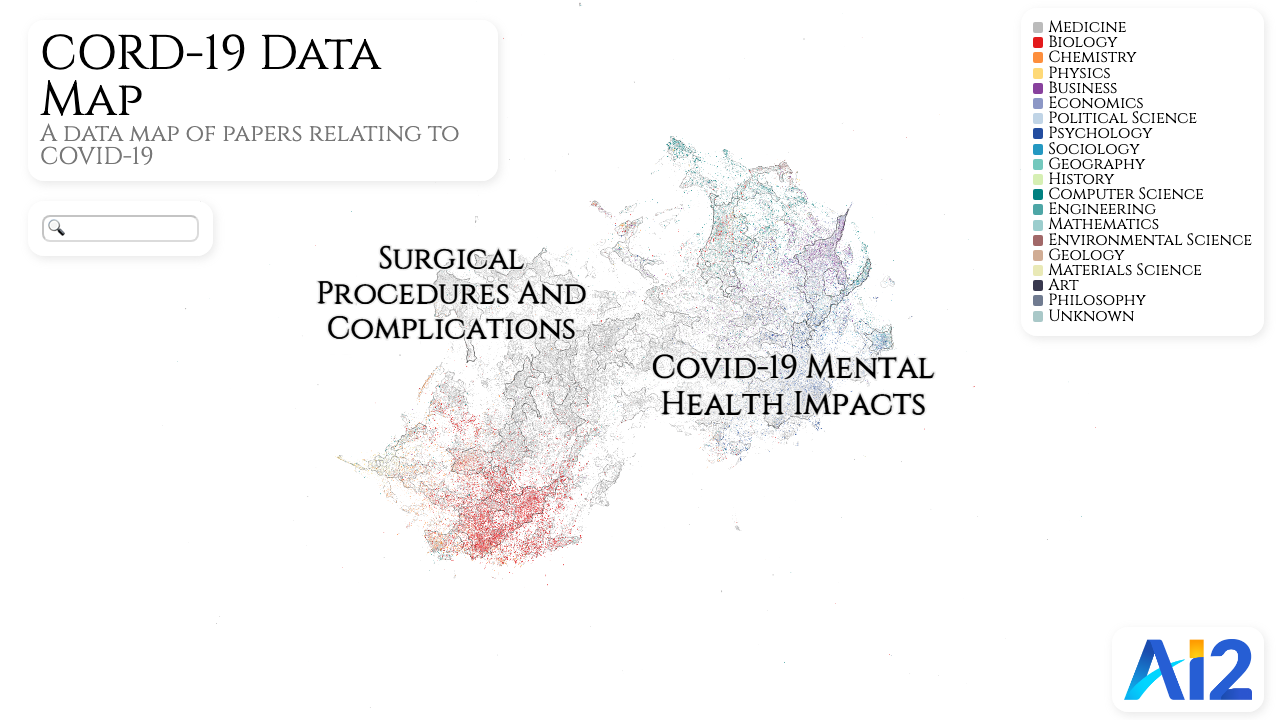 CORD-19 Data
Map
A data map of papers relating to
COVID-19
Surgical
Procedures And
Complications
Covid-19 Mental
Health Impacts
Medicine
Biology
Chemistry
Physics
Business
Economics
Political Science
Psychology
Sociology
Geography
History
Computer Science
Engineering
Mathematics
Environmental Science
Geology
Materials Science
Art
Philosophy
Unknown
Ai2